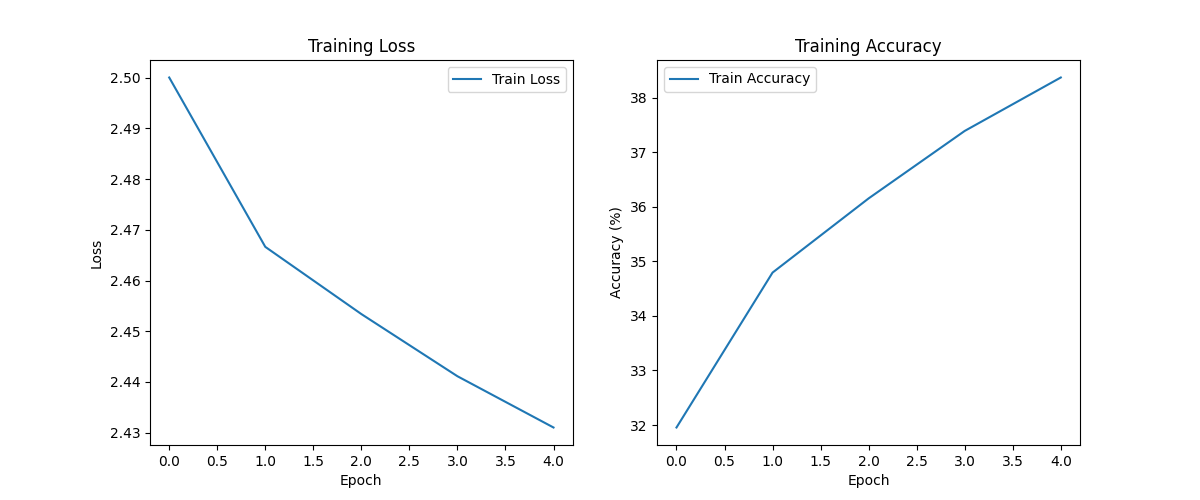 Training Loss
Train Loss
2.50
2.49
2.48
2.47
2.46
2.45
2.44
2.43
Loss
0.0 0.5 1.0 1.5 2.0 2.5 3.0 3.5 4.0
Epoch
Training Accuracy
Train Accuracy
38
37
36
35
34
33
32
Accuracy (%)
0.0 0.5 1.0 1.5 2.0 2.5 3.0 3.5 4.0
Epoch